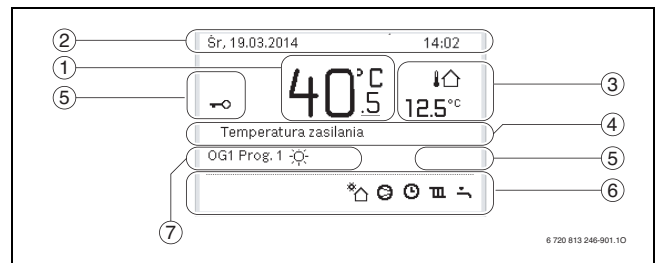 Śr, 19.03.2014 14:02
2
1
40.5°C
12.5°C
3
5
Temperatura zasilania
4
OG1 Prog. 1
5
6
7
6 720 813 246-901.1O